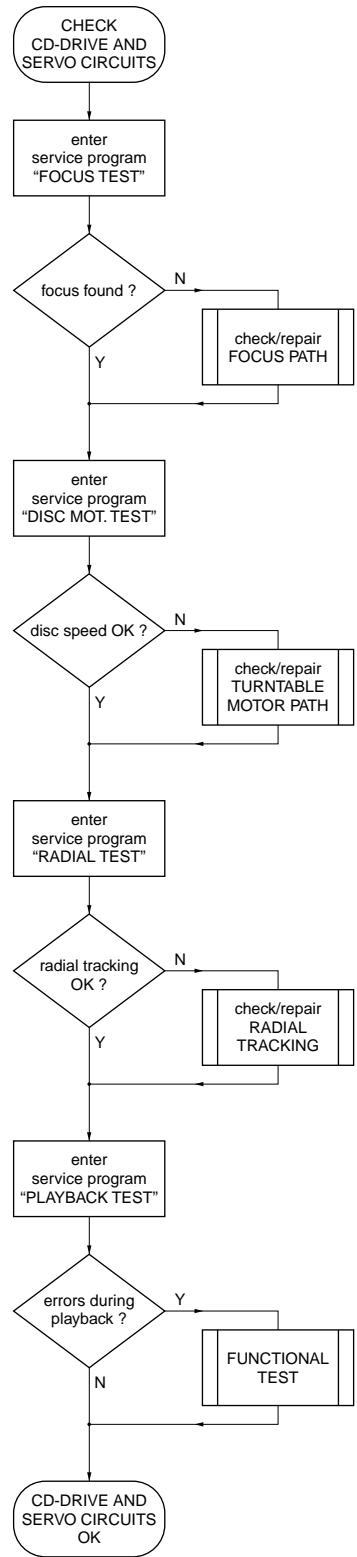 CHECK
CD-DRIVE AND
SERVO CIRCUITS
enter
service program
“FOCUS TEST”
focus found ?
N
Y
check/repair
FOCUS PATH
enter
service program
“DISC MOT. TEST”
disc speed OK ?
N
Y
check/repair
TURNTABLE
MOTOR PATH
enter
service program
“RADIAL TEST”
radial tracking
OK ?
N
Y
check/repair
RADIAL
TRACKING
enter
service program
“PLAYBACK TEST”
errors during
playback ?
Y
N
FUNCTIONAL
TEST
CD-DRIVE AND
SERVO CIRCUITS
OK